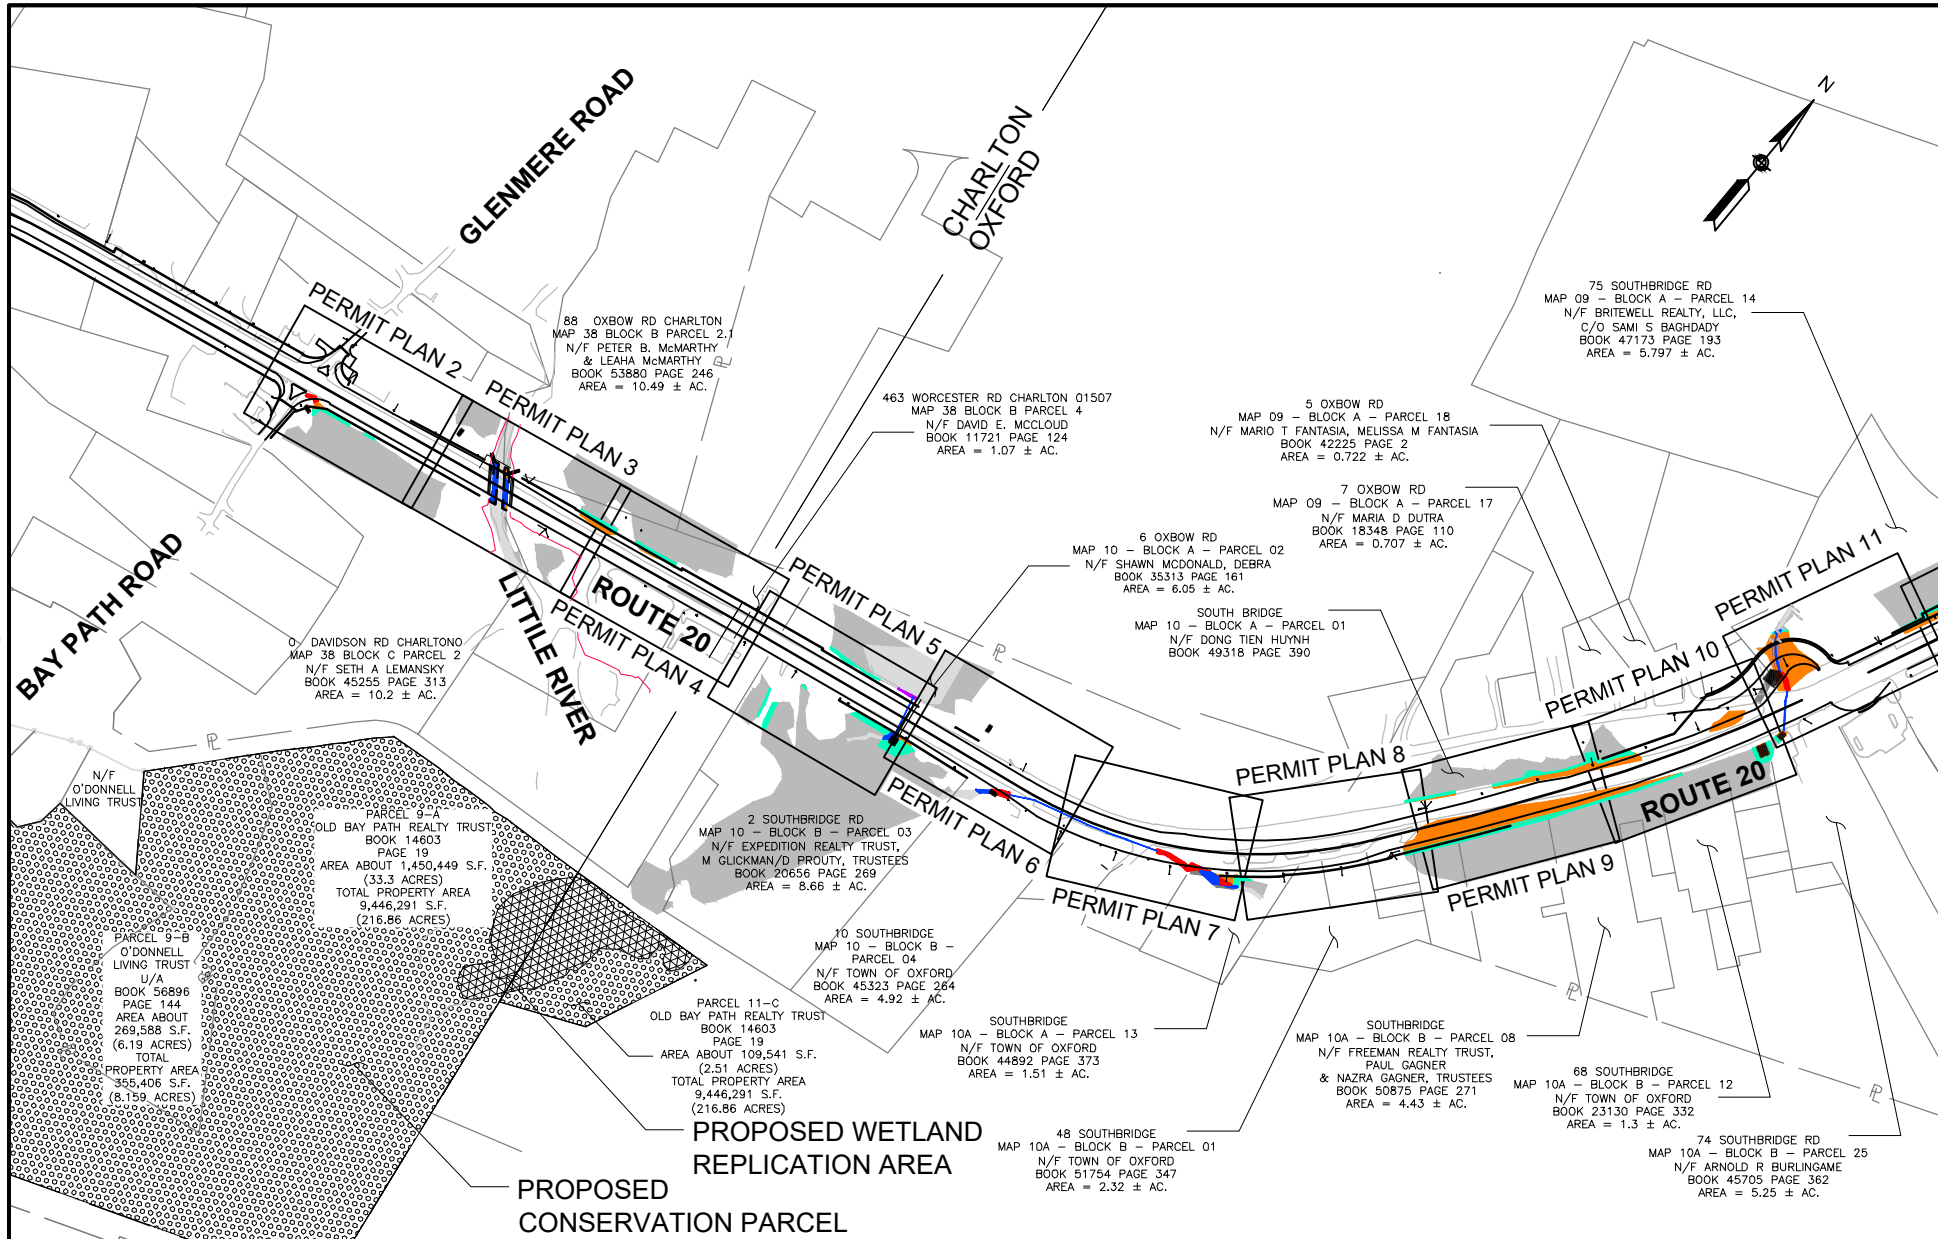 GLENMERE ROAD
CHARLTON
OXFORD
N
PERMIT PLAN 2
88 OXBOW RD CHARLTON
MAP 38 BLOCK B PARCEL 2.1
N/F PETER B. McMARTHY
& LEAHA McMARTHY
BOOK 53880 PAGE 246
AREA = 10.49 ± AC.
PL
75 SOUTHBRIDGE RD
MAP 09 - BLOCK A - PARCEL 14
N/F BRITEWELL REALTY, LLC,
C/O SAMI S BAGHDADY
BOOK 47173 PAGE 193
AREA = 5.797 ± AC.
PERMIT PLAN 3
463 WORCESTER RD CHARLTON 01507
MAP 38 BLOCK B PARCEL 4
N/F DAVID E. MCCLOUD
BOOK 11721 PAGE 124
AREA = 1.07 ± AC.
5 OXBOW RD
MAP 09 - BLOCK A - PARCEL 18
N/F MARIO T FANTASIA, MELISSA M FANTASIA
BOOK 42225 PAGE 2
AREA = 0.722 ± AC.
7 OXBOW RD
MAP 09 - BLOCK A - PARCEL 17
N/F MARIA D DUTRA
BOOK 18348 PAGE 110
AREA = 0.707 ± AC.
6 OXBOW RD
MAP 10 - BLOCK A - PARCEL 02
N/F SHAWN MCDONALD, DEBRA
BOOK 35313 PAGE 161
AREA = 6.05 ± AC.
SOUTH BRIDGE
MAP 10 - BLOCK A - PARCEL 01
N/F DONG TIEN HUYNH
BOOK 49318 PAGE 390
BAY PATH ROAD
LITTILE RIVER
ROUTE 20
PERMIT PLAN 4
PERMIT PLAN 5
PL
PERMIT PLAN 11
PERMIT PLAN 10
0 DAVIDSON RD CHARLTONO
MAP 38 BLOCK C PARCEL 2
N/F SETH A LEMANSKY
BOOK 45255 PAGE 313
AREA = 10.2 ± AC.
PL
PERMIT PLAN 8
ROUTE 20
PERMIT PLAN 6
PERMIT PLAN 7
PERMIT PLAN 9
N/F
O'DONNELL
LIVING TRUST
PARCEL 9-A
OLD BAY PATH REALTY TRUST
BOOK 14603
PAGE 19
AREA ABOUT 1,450,449 S.F.
(33.3 ACRES)
TOTAL PROPERTY AREA
9,446,291 S.F.
(216.86 ACRES)
2 SOUTHBRIDGE RD
MAP 10 - BLOCK B - PARCEL 03
N/F EXPEDITION REALTY TRUST,
M GLICKMAN/D PROUTY, TRUSTEES
BOOK 20656 PAGE 269
AREA = 8.66 ± AC.
PARCEL 9-B
O'DONNELL
LIVING TRUST
U/A
BOOK 56896
PAGE 144
AREA ABOUT
269,588 S.F.
(6.19 ACRES)
TOTAL
PROPERTY AREA
355,406 S.F.
(8.159 ACRES)
10 SOUTHBRIDGE
MAP 10 - BLOCK B -
PARCEL 04
N/F TOWN OF OXFORD
BOOK 45323 PAGE 264
AREA = 4.92 ± AC.
PL
PARCEL 11-C
OLD BAY PATH REALTY TRUST
BOOK 14603
PAGE 19
AREA ABOUT 109,541 S.F.
(2.51 ACRES)
TOTAL PROPERTY AREA
9,446,291 S.F.
(216.86 ACRES)
SOUTHBRIDGE
MAP 10A - BLOCK A - PARCEL 13
N/F TOWN OF OXFORD
BOOK 44892 PAGE 373
AREA = 1.51 ± AC.
SOUTHBRIDGE
MAP 10A - BLOCK B - PARCEL 08
N/F FREEMAN REALTY TRUST,
PAUL GAGNER
& NAZRA GAGNER, TRUSTEES
BOOK 50875 PAGE 271
AREA = 4.43 ± AC.
68 SOUTHBRIDGE
MAP 10A - BLOCK B - PARCEL 12
N/F TOWN OF OXFORD
BOOK 23130 PAGE 332
AREA = 1.3 ± AC.
PL
PROPOSED WETLAND
REPLICATION AREA
48 SOUTHBRIDGE
MAP 10A - BLOCK B - PARCEL 01
N/F TOWN OF OXFORD
BOOK 51754 PAGE 347
AREA = 2.32 ± AC.
74 SOUTHBRIDGE RD
MAP 10A - BLOCK B - PARCEL 25
N/F ARNOLD R BURLINGAME
BOOK 45705 PAGE 362
AREA = 5.25 ± AC.
PROPOSED
CONSERVATION PARCEL